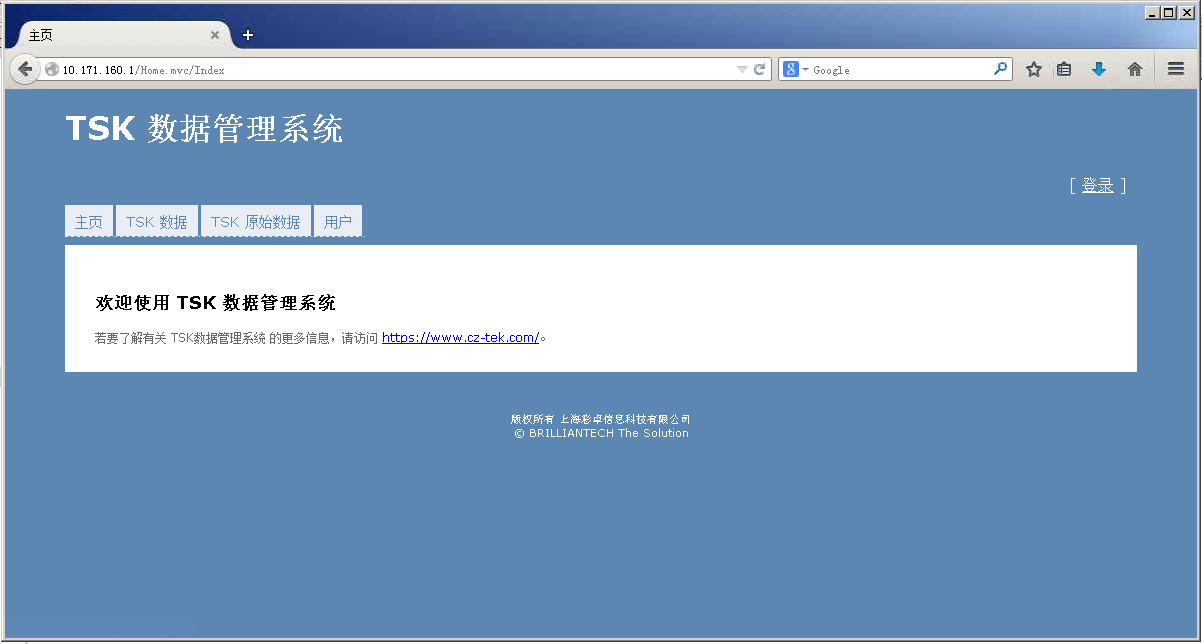 主页
10.171.160.1/Home.mvc/Index
Google
TSK 数据管理系统
[ 登录 ]
主页 TSK 数据 TSK 原始数据 用户
欢迎使用 TSK 数据管理系统
若要了解有关 TSK数据管理系统 的更多信息，请访问 https://www.cz-tek.com/。
版权所有 上海彩卓信息科技有限公司
© BRILLIANTECH The Solution